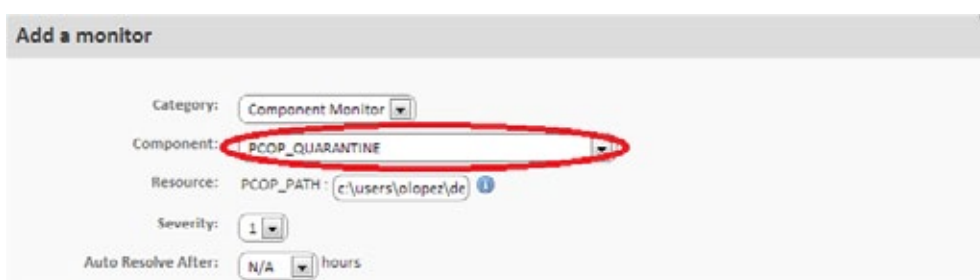 Add a monitor
Category: Component Monitor
Component: PCOP_QUARANTINE
Resource: PCOP_PATH : c:\users\olopez\de
Severity: 1
Auto Resolve After: N/A hours